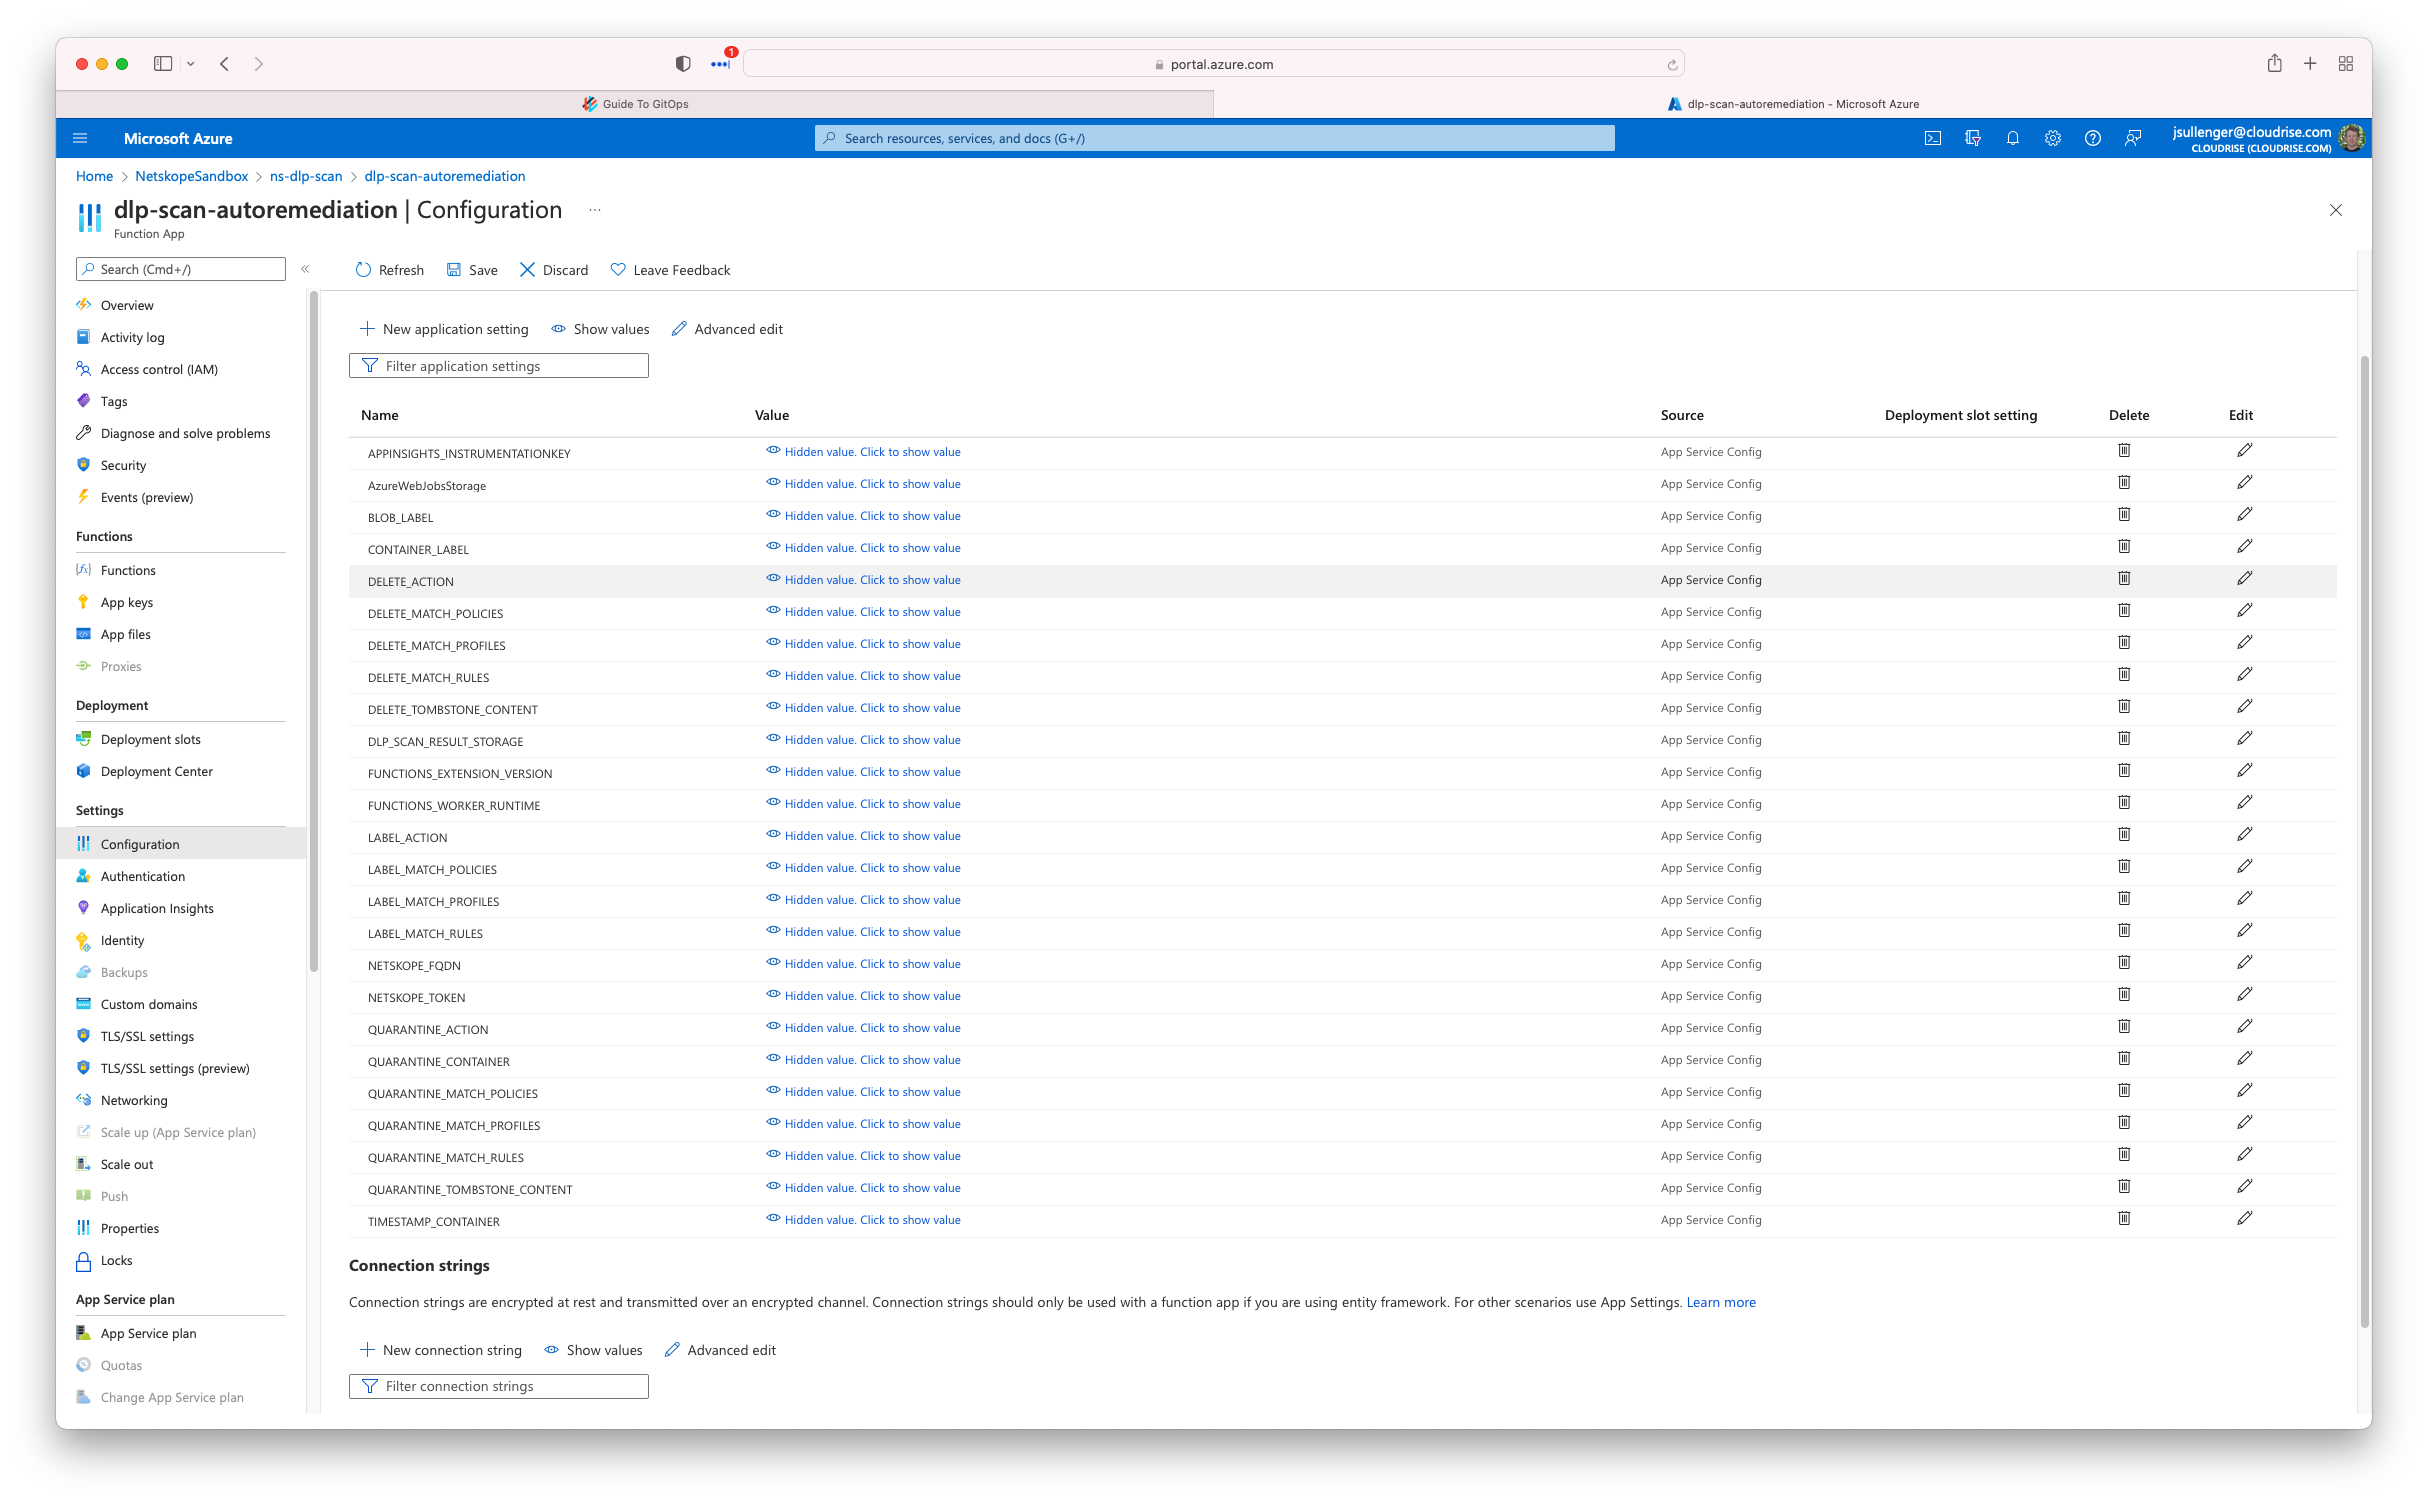 1
portal.azure.com
Guide To GitOps
dlp-scan-autoremediation - Microsoft Azure
Microsoft Azure
Search resources, services, and docs (G+/)
jsullenger@cloudrise.com
CLOUDRISE (CLOUDRISE.COM)
Home > NetskopeSandbox > ns-dlp-scan > dlp-scan-autoremediation
dlp-scan-autoremediation | Configuration ...
Function App
Search (Cmd+/)
«
Overview
Activity log
Access control (IAM)
Tags
Diagnose and solve problems
Security
Events (preview)
Functions
Functions
App keys
App files
Proxies
Deployment
Deployment slots
Deployment Center
Settings
Configuration
Authentication
Application Insights
Identity
Backups
Custom domains
TLS/SSL settings
TLS/SSL settings (preview)
Networking
Scale up (App Service plan)
Scale out
Push
Properties
Locks
App Service plan
App Service plan
Quotas
Change App Service plan
Refresh Save Discard Leave Feedback
New application setting Show values Advanced edit
Filter application settings
Name Value Source Deployment slot setting Delete Edit
APPINSIGHTS_INSTRUMENTATIONKEY Hidden value. Click to show value App Service Config
AzureWebJobsStorage Hidden value. Click to show value App Service Config
BLOB_LABEL Hidden value. Click to show value App Service Config
CONTAINER_LABEL Hidden value. Click to show value App Service Config
DELETE_ACTION Hidden value. Click to show value App Service Config
DELETE_MATCH_POLICIES Hidden value. Click to show value App Service Config
DELETE_MATCH_PROFILES Hidden value. Click to show value App Service Config
DELETE_MATCH_RULES Hidden value. Click to show value App Service Config
DELETE_TOMBSTONE_CONTENT Hidden value. Click to show value App Service Config
DLP_SCAN_RESULT_STORAGE Hidden value. Click to show value App Service Config
FUNCTIONS_EXTENSION_VERSION Hidden value. Click to show value App Service Config
FUNCTIONS_WORKER_RUNTIME Hidden value. Click to show value App Service Config
LABEL_ACTION Hidden value. Click to show value App Service Config
LABEL_MATCH_POLICIES Hidden value. Click to show value App Service Config
LABEL_MATCH_PROFILES Hidden value. Click to show value App Service Config
LABEL_MATCH_RULES Hidden value. Click to show value App Service Config
NETSKOPE_FQDN Hidden value. Click to show value App Service Config
NETSKOPE_TOKEN Hidden value. Click to show value App Service Config
QUARANTINE_ACTION Hidden value. Click to show value App Service Config
QUARANTINE_CONTAINER Hidden value. Click to show value App Service Config
QUARANTINE_MATCH_POLICIES Hidden value. Click to show value App Service Config
QUARANTINE_MATCH_PROFILES Hidden value. Click to show value App Service Config
QUARANTINE_MATCH_RULES Hidden value. Click to show value App Service Config
QUARANTINE_TOMBSTONE_CONTENT Hidden value. Click to show value App Service Config
TIMESTAMP_CONTAINER Hidden value. Click to show value App Service Config
Connection strings
Connection strings are encrypted at rest and transmitted over an encrypted channel. Connection strings should only be used with a function app if you are using entity framework. For other scenarios use App Settings. Learn more
New connection string Show values Advanced edit
Filter connection strings